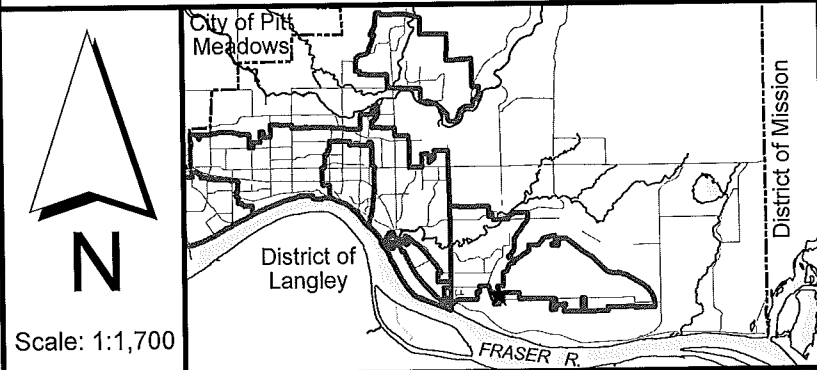 City of Pitt
Meadows
District of Mission
District of
Langley
N
Scale: 1:1,700
FRASER R.